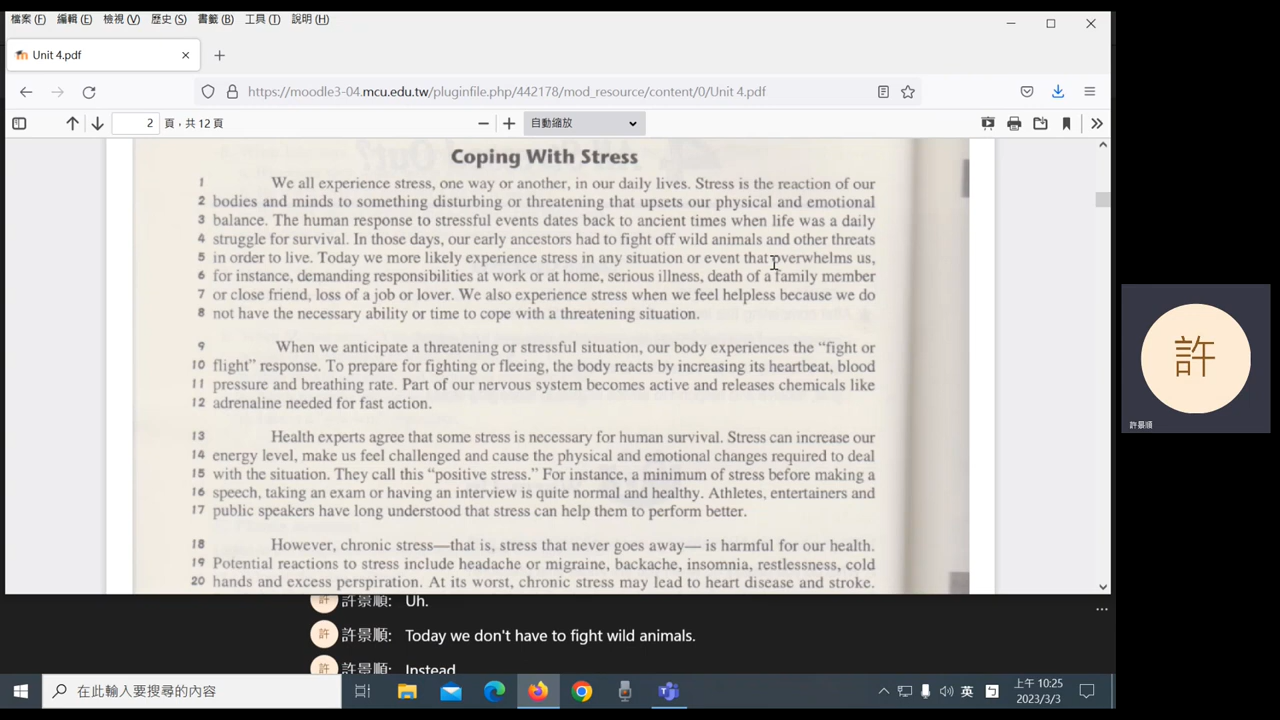 檔案(F) 編輯(E) 檢視(V) 歷史(S) 書籤(B) 工具(T) 說明(H)
Unit 4.pdf
https://moodle3-04.mcu.edu.tw/pluginfile.php/442178/mod_resource/content/0/Unit 4.pdf
2 頁，共 12 頁 自動縮放
Coping With Stress
1 We all experience stress, one way or another, in our daily lives. Stress is the reaction of our
2 bodies and minds to something disturbing or threatening that upsets our physical and emotional
3 balance. The human response to stressful events dates back to ancient times when life was a daily
4 struggle for survival. In those days, our early ancestors had to fight off wild animals and other threats
5 in order to live. Today we more likely experience stress in any situation or event that overwhelms us,
6 for instance, demanding responsibilities at work or at home, serious illness, death of a family member
7 or close friend, loss of a job or lover. We also experience stress when we feel helpless because we do
8 not have the necessary ability or time to cope with a threatening situation.
9 When we anticipate a threatening or stressful situation, our body experiences the “fight or
10 flight” response. To prepare for fighting or fleeing, the body reacts by increasing its heartbeat, blood
11 pressure and breathing rate. Part of our nervous system becomes active and releases chemicals like
12 adrenaline needed for fast action.
13 Health experts agree that some stress is necessary for human survival. Stress can increase our
14 energy level, make us feel challenged and cause the physical and emotional changes required to deal
15 with the situation. They call this “positive stress.” For instance, a minimum of stress before making a
16 speech, taking an exam or having an interview is quite normal and healthy. Athletes, entertainers and
17 public speakers have long understood that stress can help them to perform better.
18 However, chronic stress—that is, stress that never goes away— is harmful for our health.
19 Potential reactions to stress include headache or migraine, backache, insomnia, restlessness, cold
20 hands and excess perspiration. At its worst, chronic stress may lead to heart disease and stroke.
許
許景順
許 許景順: Uh.
許 許景順: Today we don't have to fight wild animals.
許 許景順: Instead
在此輸入要搜尋的內容
英
上午 10:25
2023/3/3